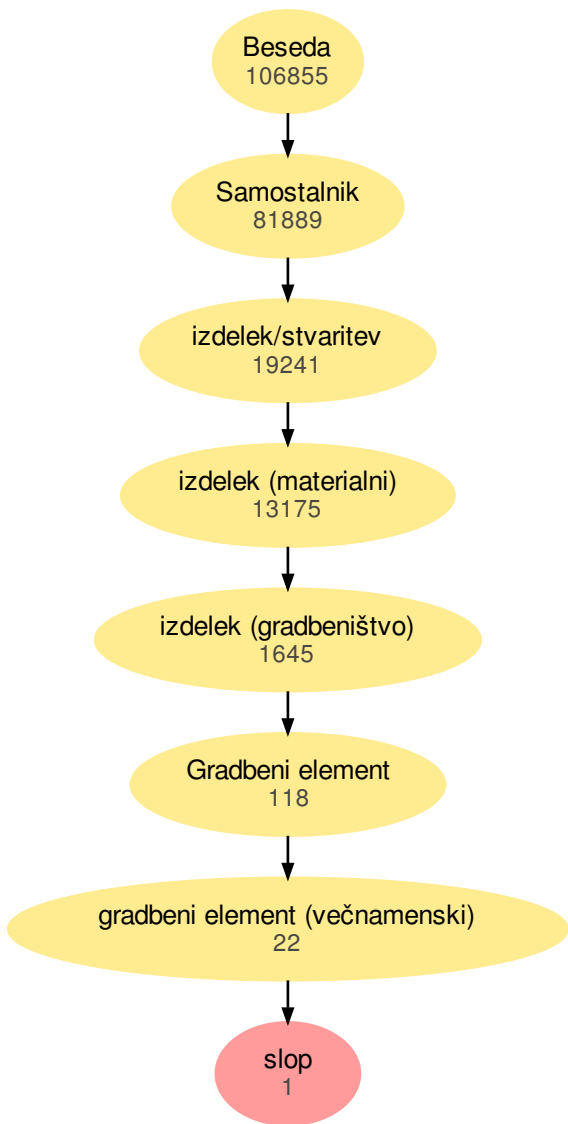 Beseda
106855
Samostalnik
81889
izdelek/stvaritev
19241
izdelek (materialni)
13175
izdelek (gradbeništvo)
1645
Gradbeni element
118
gradbeni element (večnamenski)
22
slop
1